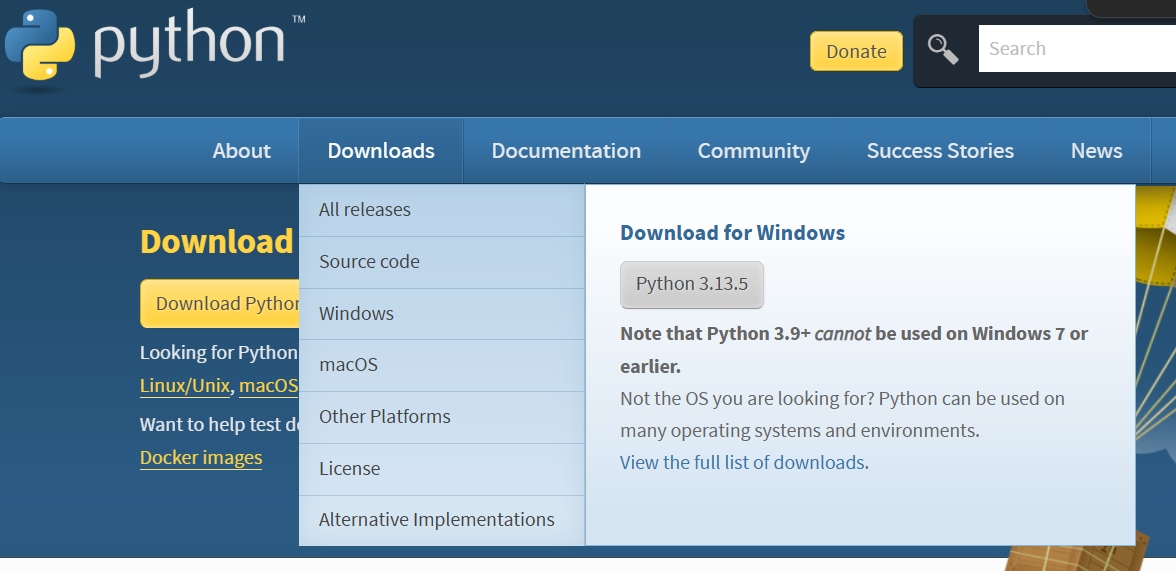 python™
Donate
Search
About
Downloads
Documentation
Community
Success Stories
News
Download
Download Python
Looking for Python
Linux/Unix, macOS
Want to help test
Docker images
All releases
Source code
Windows
macOS
Other Platforms
License
Alternative Implementations
Download for Windows
Python 3.13.5
Note that Python 3.9+ cannot be used on Windows 7 or
earlier.
Not the OS you are looking for? Python can be used on
many operating systems and environments.
View the full list of downloads.